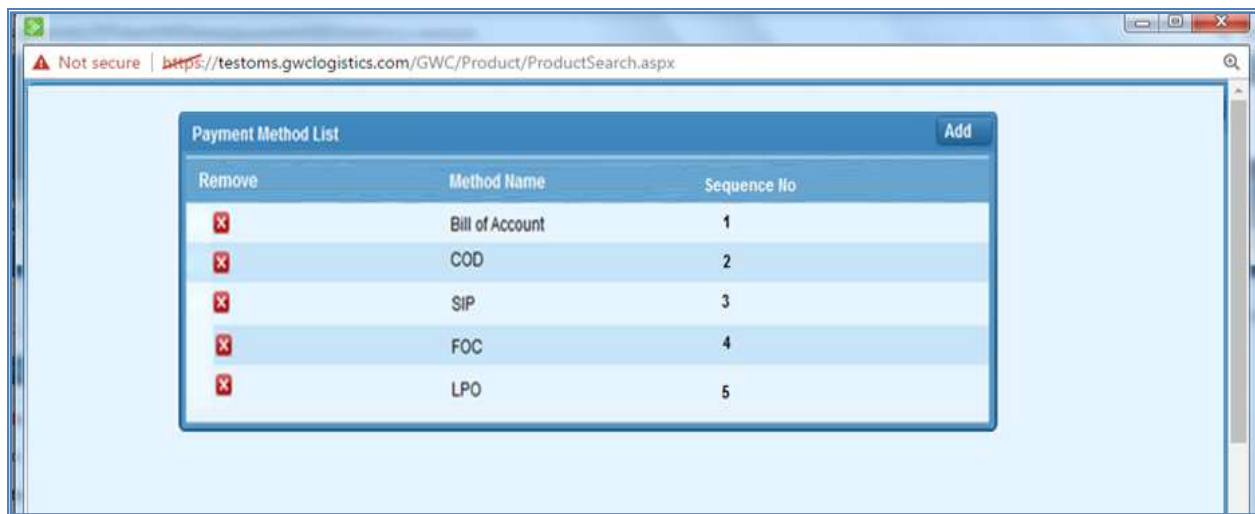 Not secure | https://testoms.gwclogistics.com/GWC/Product/ProductSearch.aspx
Payment Method List Add
Remove Method Name Sequence No
Bill of Account 1
COD 2
SIP 3
FOC 4
LPO 5